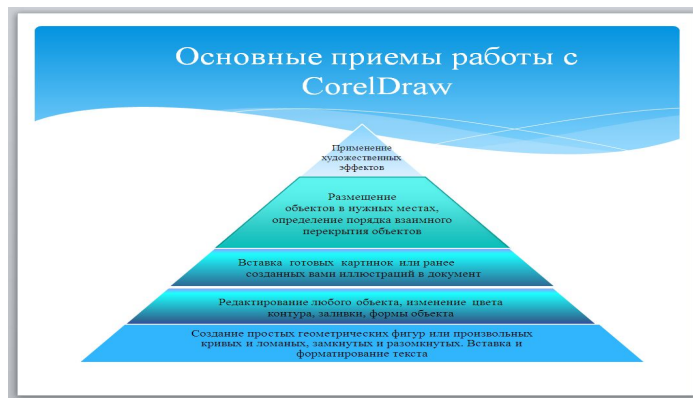 Основные приемы работы с
CorelDraw
Применение
художественных
эффектов
Размешение
объектов в нужных местах,
определение порядка взаимного
перекрытия объектов
Вставка готовых картинок или ранее
созданных вами иллюстраций в документ
Редактирование любого объекта, изменение цвета
контура, заливки, формы объекта
Создание простых геометрических фигур или произвольных
кривых и ломаных, замкнутых и разомкнутых. Вставка и
форматирование текста